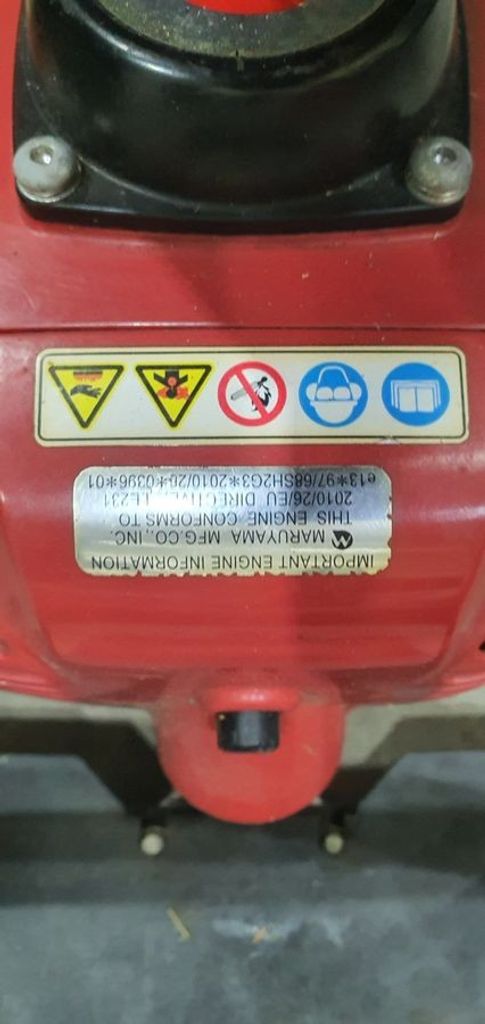 IMPORTANT ENGINE INFORMATION
MARUYAMA MFG.CO.,INC.
THIS ENGINE CONFORMS TO
2010/26/EU DIRECTIVE, LE231
e13*97/68SH2G3*2010/26*0396*01